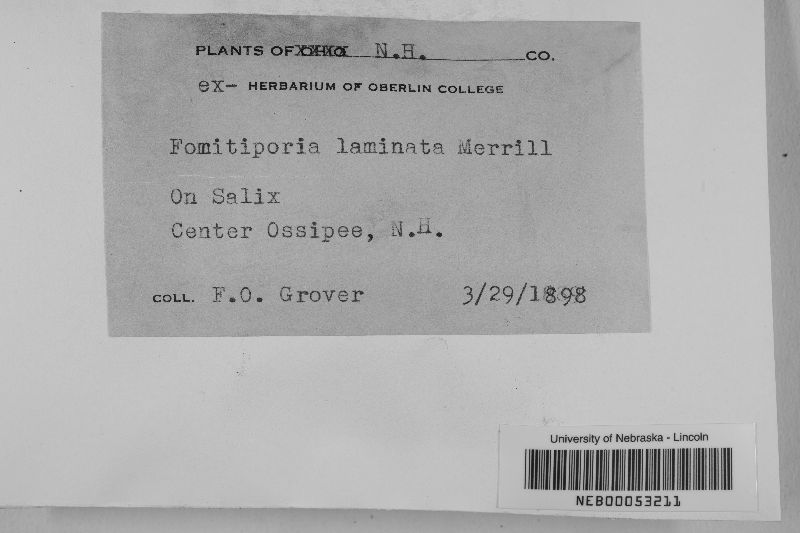 PLANTS OF N.H. CO.
ex- HERBARIUM OF OBERLIN COLLEGE
Fomitiporia laminata Merrill
On Salix
Center Ossipee, N.H.
COLL. F.O. Grover 3/29/1898
University of Nebraska - Lincoln
NEB00053211